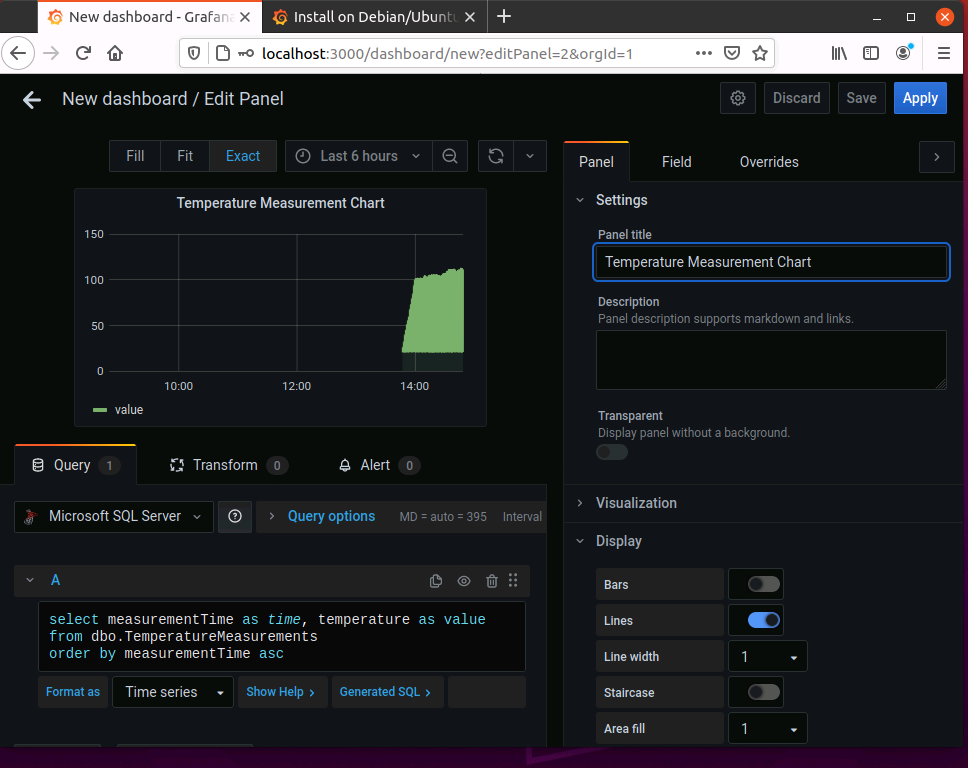 New dashboard - Grafana
Install on Debian/Ubuntu
localhost:3000/dashboard/new?editPanel=2&orgId=1
New dashboard / Edit Panel
Discard
Save
Apply
Fill
Fit
Exact
Last 6 hours
Temperature Measurement Chart
150
100
50
0
10:00
12:00
14:00
value
Query 1
Transform 0
Alert 0
Microsoft SQL Server
Query options
MD = auto = 395
Interval
A
select measurementTime as time, temperature as value
from dbo.TemperatureMeasurements
order by measurementTime asc
Format as
Time series
Show Help >
Generated SQL >
Panel
Field
Overrides
Settings
Panel title
Temperature Measurement Chart
Description
Panel description supports markdown and links.
Transparent
Display panel without a background.
Visualization
Display
Bars
Lines
Line width
1
Staircase
Area fill
1